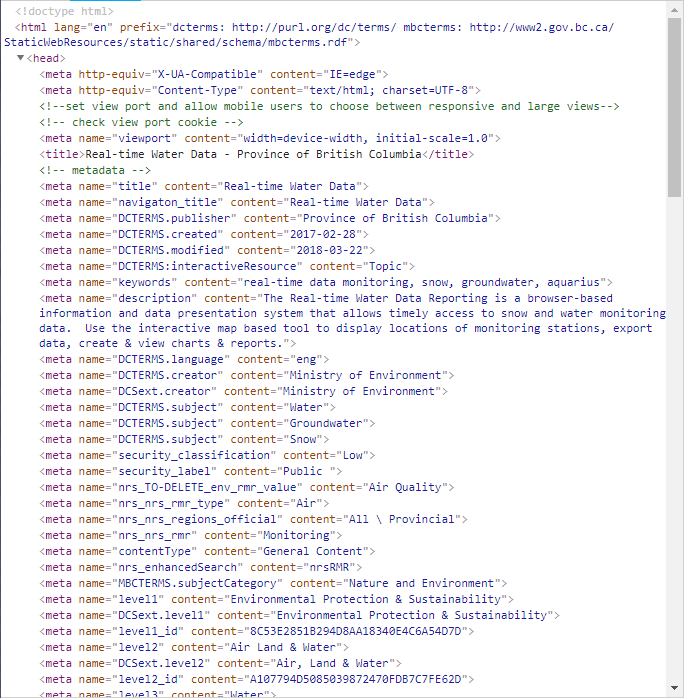 <!doctype html>
<html lang="en" prefix="dcterms: http://purl.org/dc/terms/ mbcterms: http://www2.gov.bc.ca/
StaticWebResources/static/shared/schema/mbcterms.rdf">
<head>
<meta http-equiv="X-UA-Compatible" content="IE=edge">
<meta http-equiv="Content-Type" content="text/html; charset=UTF-8">
<!--set view port and allow mobile users to choose between responsive and large views-->
<!-- check view port cookie -->
<meta name="viewport" content="width=device-width, initial-scale=1.0">
<title>Real-time Water Data - Province of British Columbia</title>
<!-- metadata -->
<meta name="title" content="Real-time Water Data">
<meta name="navigaton_title" content="Real-time Water Data">
<meta name="DCTERMS.publisher" content="Province of British Columbia">
<meta name="DCTERMS.created" content="2017-02-28">
<meta name="DCTERMS.modified" content="2018-03-22">
<meta name="DCTERMS:interactiveResource" content="Topic">
<meta name="keywords" content="real-time data monitoring, snow, groundwater, aquarius">
<meta name="description" content="The Real-time Water Data Reporting is a browser-based
information and data presentation system that allows timely access to snow and water monitoring
data.  Use the interactive map based tool to display locations of monitoring stations, export
data, create & view charts & reports.">
<meta name="DCTERMS.language" content="eng">
<meta name="DCTERMS.creator" content="Ministry of Environment">
<meta name="DCSext.creator" content="Ministry of Environment">
<meta name="DCTERMS.subject" content="Water">
<meta name="DCTERMS.subject" content="Groundwater">
<meta name="DCTERMS.subject" content="Snow">
<meta name="security_classification" content="Low">
<meta name="security_label" content="Public ">
<meta name="nrs_TO-DELETE_env_rmr_value" content="Air Quality">
<meta name="nrs_nrs_rmr_type" content="Air">
<meta name="nrs_nrs_regions_official" content="All \ Provincial">
<meta name="nrs_nrs_rmr" content="Monitoring">
<meta name="contentType" content="General Content">
<meta name="nrs_enhancedSearch" content="nrsRMR">
<meta name="MBCTERMS.subjectCategory" content="Nature and Environment">
<meta name="level1" content="Environmental Protection & Sustainability">
<meta name="DCSext.level1" content="Environmental Protection & Sustainability">
<meta name="level1_id" content="8C53E2851B294D8AA18340E4C6A54D7D">
<meta name="level2" content="Air Land & Water">
<meta name="DCSext.level2" content="Air, Land & Water">
<meta name="level2_id" content="A107794D5085039872470FDB7C7FE62D">
<meta name="level3" content="Water">